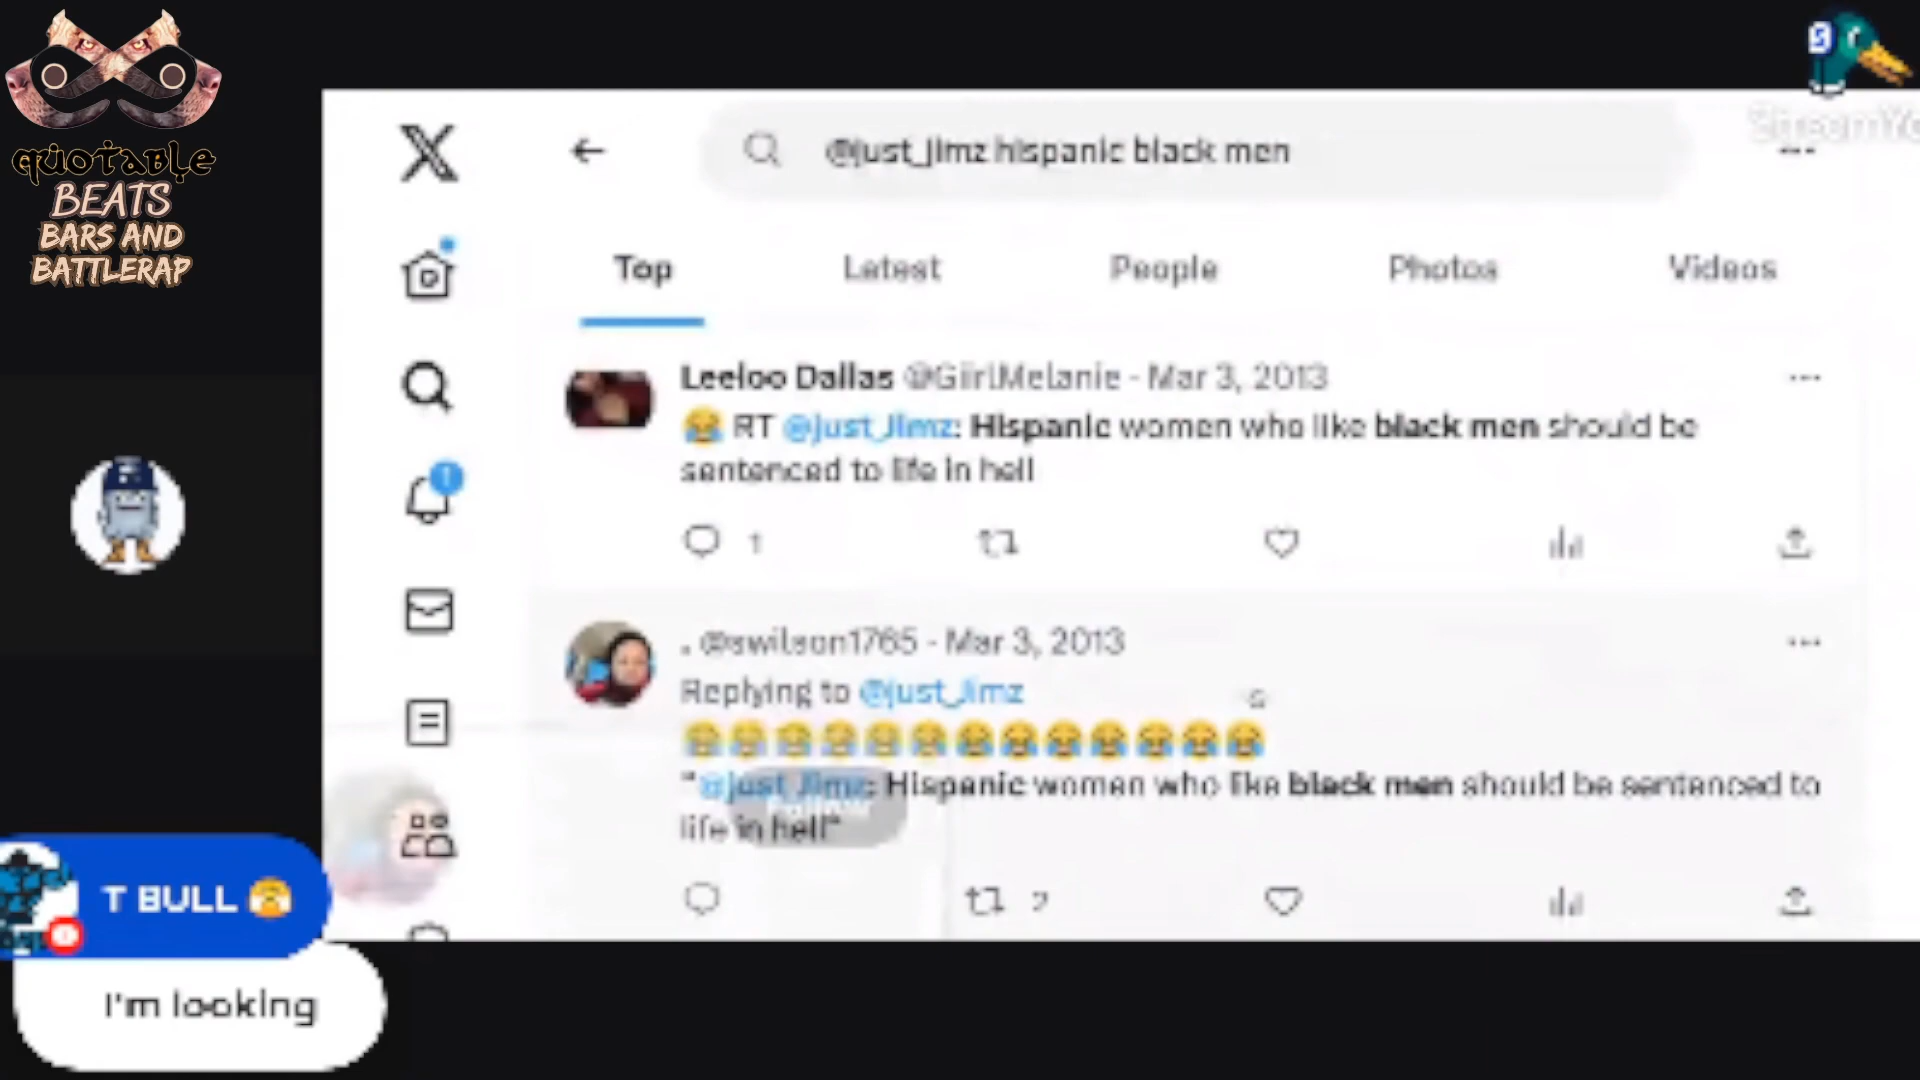 QUOTABLE
BEATS
BARS AND
BATTLERAP
S
StreamYa
X
@just_jimz hispanic black men
Top
Latest
People
Photos
Videos
Leeloo Dallas @GiirlMelanie - Mar 3, 2013
😂 RT @just_Jimz: Hispanic women who like black men should be
sentenced to life in hell
1
. @swilson1765 - Mar 3, 2013
Replying to @just_Jimz
😂😂😂😂😂😂😂😂😂😂😂😂😂
"@just_Jimz: Hispanic women who like black men should be sentenced to
life in hell"
2
1
T BULL
I'm looking